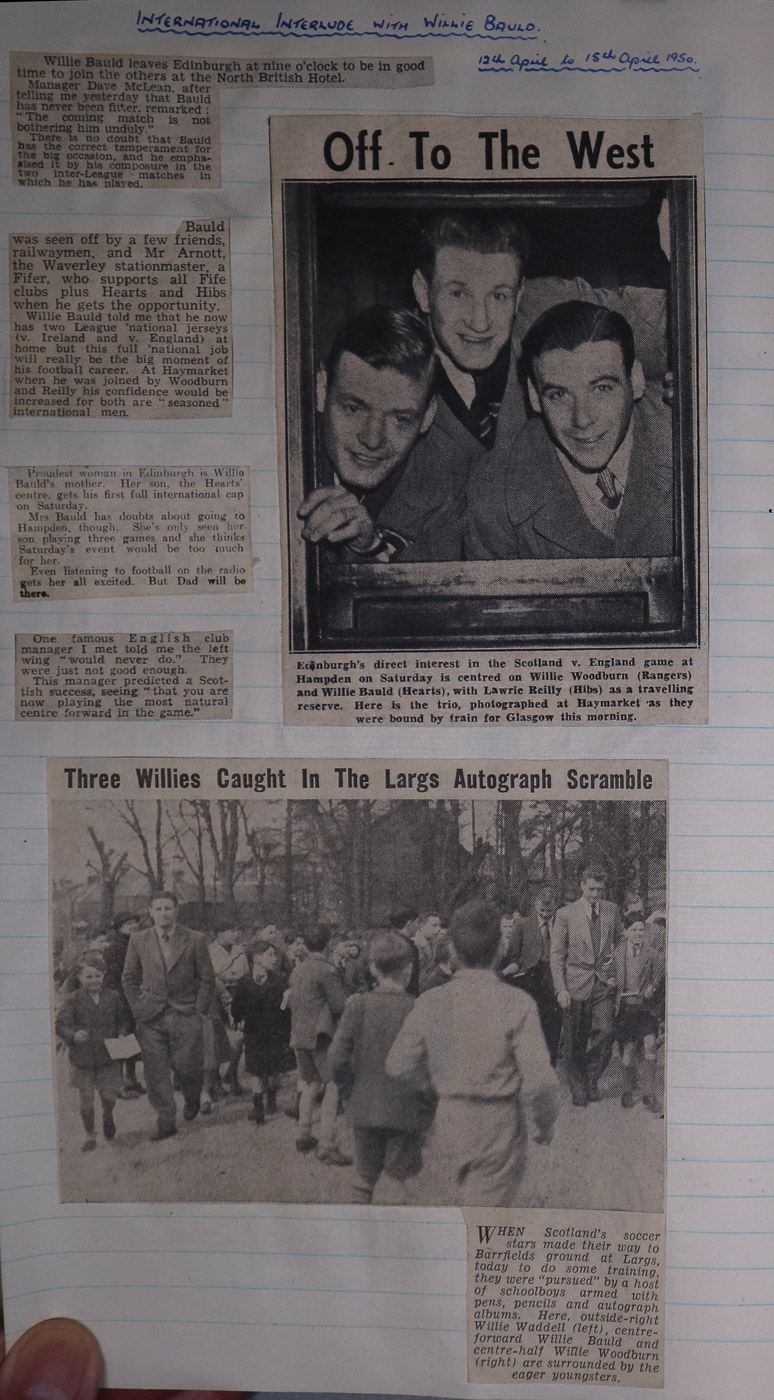 INTERNATIONAL INTERLUDE WITH WILLIE BAULD.
12th April to 15th April 1950.
Willie Bauld leaves Edinburgh at nine o'clock to be in good
time to join the others at the North British Hotel.
Manager Dave McLean, after
telling me yesterday that Bauld
has never been fitter, remarked:
"The coming match is not
bothering him unduly."
There is no doubt that Bauld
has the correct temperament for
the big occasion, and he empha-
sised it by his composure in the
two inter-League matches in
which he has played.
Bauld
was seen off by a few friends,
railwaymen, and Mr Arnott,
the Waverley stationmaster, a
Fifer, who supports all Fife
clubs plus Hearts and Hibs
when he gets the opportunity.
Willie Bauld told me that he now
has two League 'national jerseys
(v. Ireland and v. England) at
home but this full 'national job
will really be the big moment of
his football career. At Haymarket
when he was joined by Woodburn
and Reilly his confidence would be
increased for both are "seasoned"
international men.
Proudest woman in Edinburgh is Willie
Bauld's mother. Her son, the Hearts'
centre, gets his first full international cap
on Saturday.
Mrs Bauld has doubts about going to
Hampden, though. She's only seen her
son playing three games and she thinks
Saturday's event would be too much
for her.
Even listening to football on the radio
gets her all excited. But Dad will be
there.
One famous English club
manager I met told me the left
wing "would never do." They
were just not good enough.
This manager predicted a Scot-
tish success, seeing "that you are
now playing the most natural
centre forward in the game."
Off To The West
Edinburgh's direct interest in the Scotland v. England game at
Hampden on Saturday is centred on Willie Woodburn (Rangers)
and Willie Bauld (Hearts), with Lawrie Reilly (Hibs) as a travelling
reserve. Here is the trio, photographed at Haymarket as they
were bound by train for Glasgow this morning.
Three Willies Caught In The Largs Autograph Scramble
WHEN Scotland's soccer
stars made their way to
Barrfields ground at Largs,
today to do some training,
they were "pursued" by a host
of schoolboys armed with
pens, pencils and autograph
albums. Here, outside-right
Willie Waddell (left), centre-
forward Willie Bauld and
centre-half Willie Woodburn
(right) are surrounded by the
eager youngsters.